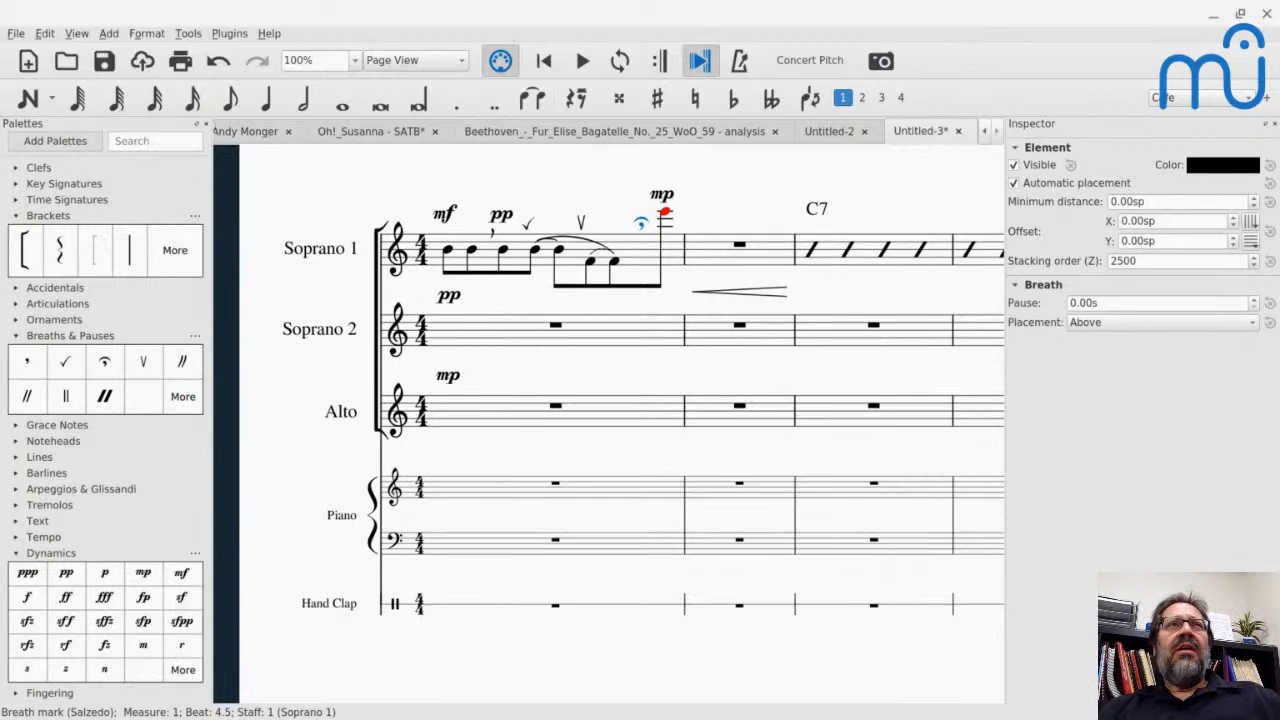 File Edit View Add Format Tools Plugins Help
100% Page View Concert Pitch
1 2 3 4
Palettes
Add Palettes Search
Clefs
Key Signatures
Time Signatures
Brackets
More
Accidentals
Articulations
Ornaments
Breaths & Pauses
More
Grace Notes
Noteheads
Lines
Barlines
Arpeggios & Glissandi
Tremolos
Text
Tempo
Dynamics
ppp pp p mp mf
f ff fff fp sf
sfz sff sffz sfp sfpp
rfz rf fz m r
s z n More
Fingering
Andy Monger Oh!_Susanna - SATB* Beethoven_-_Fur_Elise_Bagatelle_No._25_WoO_59 - analysis Untitled-2 Untitled-3*
mf pp mp C7
Soprano 1
pp
Soprano 2
mp
Alto
Piano
Hand Clap
Inspector
Element
Visible Color:
Automatic placement
Minimum distance: 0.00sp
Offset: X: 0.00sp
Y: 0.00sp
Stacking order (Z): 2500
Breath
Pause: 0.00s
Placement: Above
Breath mark (Salzedo); Measure: 1; Beat: 4.5; Staff: 1 (Soprano 1)